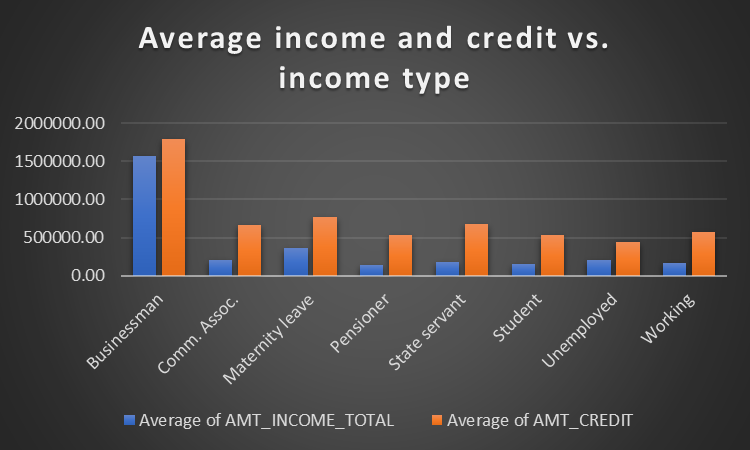 Average income and credit vs.
income type
2000000.00
1500000.00
1000000.00
500000.00
0.00
Businessman
Comm. Assoc.
Maternity leave
Pensioner
State servant
Student
Unemployed
Working
Average of AMT_INCOME_TOTAL
Average of AMT_CREDIT